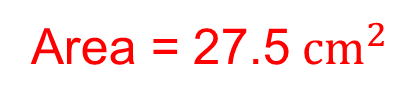 Area = 27.5 cm²